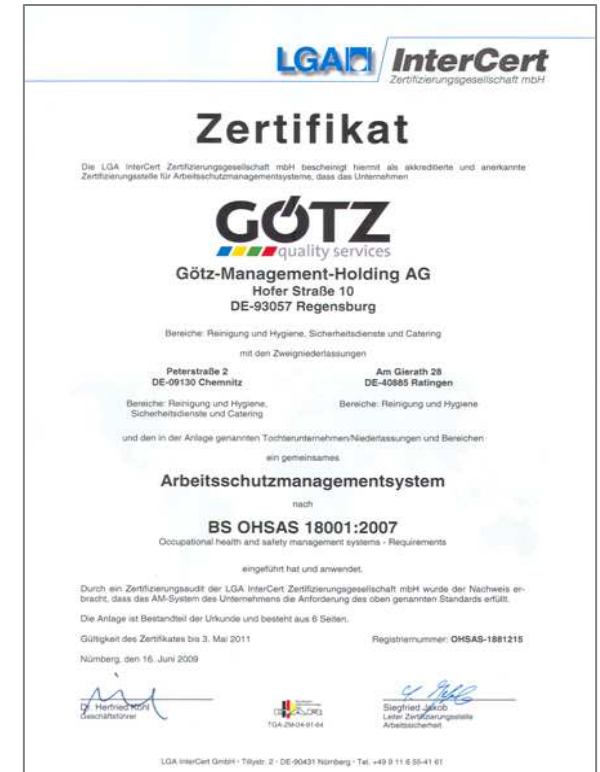 LGA InterCert
Zertifizierungsgesellschaft mbH
Zertifikat
Die LGA InterCert Zertifizierungsgesellschaft mbH bescheinigt hiermit als akkreditierte und anerkannte
Zertifizierungsstelle für Arbeitsschutzmanagementsysteme, dass das Unternehmen
GÖTZ
quality services
Götz-Management-Holding AG
Hofer Straße 10
DE-93057 Regensburg
Bereiche: Reinigung und Hygiene, Sicherheitsdienste und Catering
mit den Zweigniederlassungen
Peterstraße 2
DE-09130 Chemnitz
Bereiche: Reinigung und Hygiene,
Sicherheitsdienste und Catering
Am Gierath 28
DE-40885 Ratingen
Bereiche: Reinigung und Hygiene
und den in der Anlage genannten Tochterunternehmen/Niederlassungen und Bereichen
ein gemeinsames
Arbeitsschutzmanagementsystem
nach
BS OHSAS 18001:2007
Occupational health and safety management systems - Requirements
eingeführt hat und anwendet.
Durch ein Zertifizierungsaudit der LGA InterCert Zertifizierungsgesellschaft mbH wurde der Nachweis er-
bracht, dass das AM-System des Unternehmens die Anforderung des oben genannten Standards erfüllt.
Die Anlage ist Bestandteil der Urkunde und besteht aus 6 Seiten.
Gültigkeit des Zertifikates bis 3. Mai 2011
Registriernummer: OHSAS-1881215
Nürnberg, den 16. Juni 2009
Dr. Herfried Kohl
Geschäftsführer
TGA-ZM-04-91-64
Siegfried Jakob
Leiter Zertifizierungsstelle
Arbeitssicherheit
LGA InterCert GmbH · Tillystr. 2 · DE-90431 Nürnberg · Tel. +49 9 11 6 55-41 61